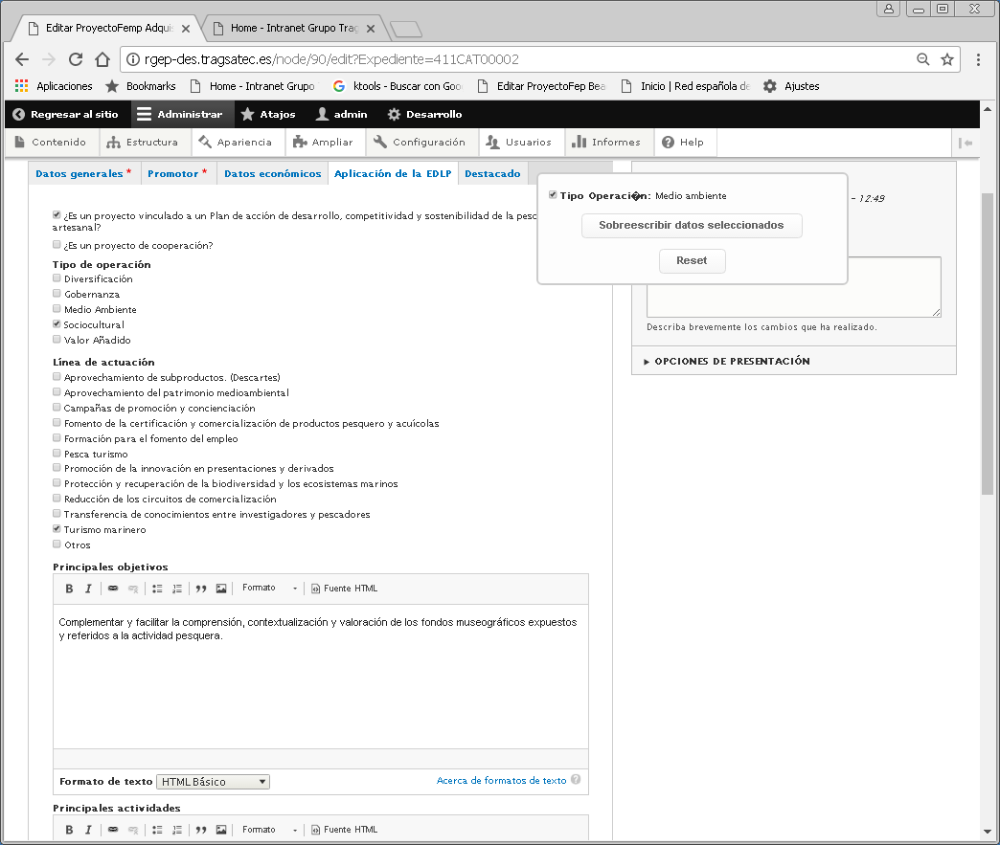 Editar ProyectoFemp Adqui
Home - Intranet Grupo Trag
rgep-des.tragsatec.es/node/90/edit?Expediente=411CAT00002
Aplicaciones Bookmarks Home - Intranet Grupo ktools - Buscar con Goo Editar ProyectoFep Bea Inicio | Red española de Ajustes
Regresar al sitio Administrar Atajos admin Desarrollo
Contenido Estructura Apariencia Ampliar Configuración Usuarios Informes Help
Datos generales * Promotor * Datos económicos Aplicación de la EDLP Destacado
Tipo Operaci�n: Medio ambiente
- 12:49
Sobreescribir datos seleccionados
Reset
Describa brevemente los cambios que ha realizado.
▸ OPCIONES DE PRESENTACIÓN
¿Es un proyecto vinculado a un Plan de acción de desarrollo, competitividad y sostenibilidad de la pesc
artesanal?
¿Es un proyecto de cooperación?
Tipo de operación
Diversificación
Gobernanza
Medio Ambiente
Sociocultural
Valor Añadido
Línea de actuación
Aprovechamiento de subproductos. (Descartes)
Aprovechamiento del patrimonio medioambiental
Campañas de promoción y concienciación
Fomento de la certificación y comercialización de productos pesquero y acuícolas
Formación para el fomento del empleo
Pesca turismo
Promoción de la innovación en presentaciones y derivados
Protección y recuperación de la biodiversidad y los ecosistemas marinos
Reducción de los circuitos de comercialización
Transferencia de conocimientos entre investigadores y pescadores
Turismo marinero
Otros
Principales objetivos
B I Formato Fuente HTML
Complementar y facilitar la comprensión, contextualización y valoración de los fondos museográficos expuestos
y referidos a la actividad pesquera.
Formato de texto HTML Básico Acerca de formatos de texto ?
Principales actividades
B I Formato Fuente HTML